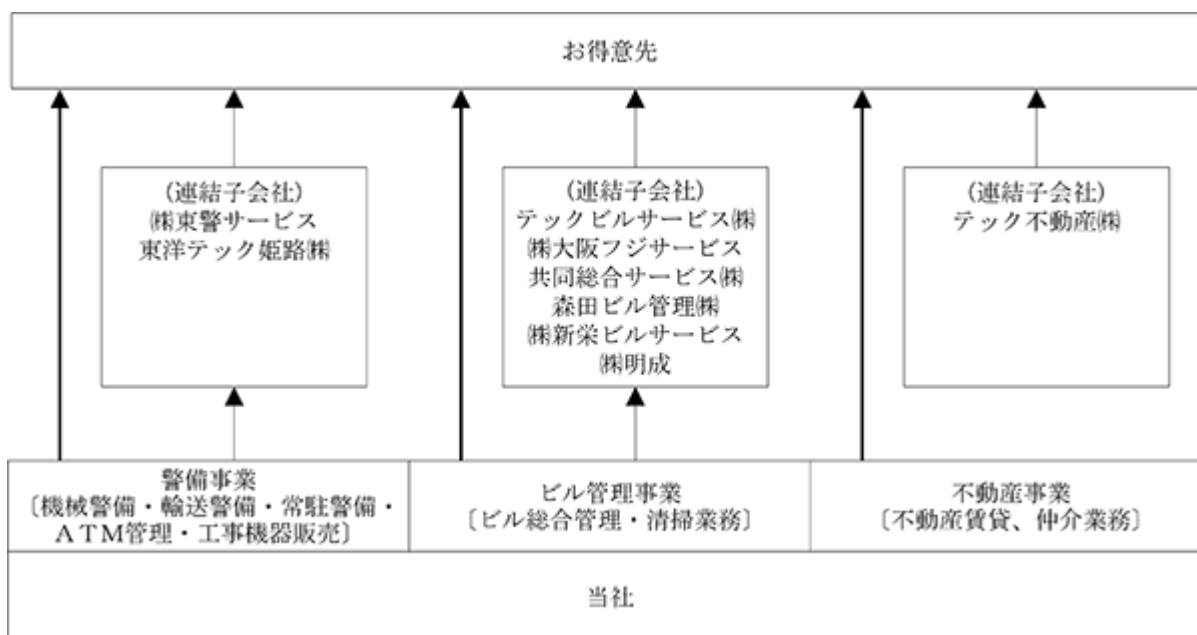 お得意先
(連結子会社)
㈱東警サービス
東洋テック姫路㈱
(連結子会社)
テックビルサービス㈱
㈱大阪フジサービス
共同総合サービス㈱
森田ビル管理㈱
㈱新栄ビルサービス
㈱明成
(連結子会社)
テック不動産㈱
警備事業
〔機械警備・輸送警備・常駐警備・
ＡＴＭ管理・工事機器販売〕
ビル管理事業
〔ビル総合管理・清掃業務〕
不動産事業
〔不動産賃貸、仲介業務〕
当社